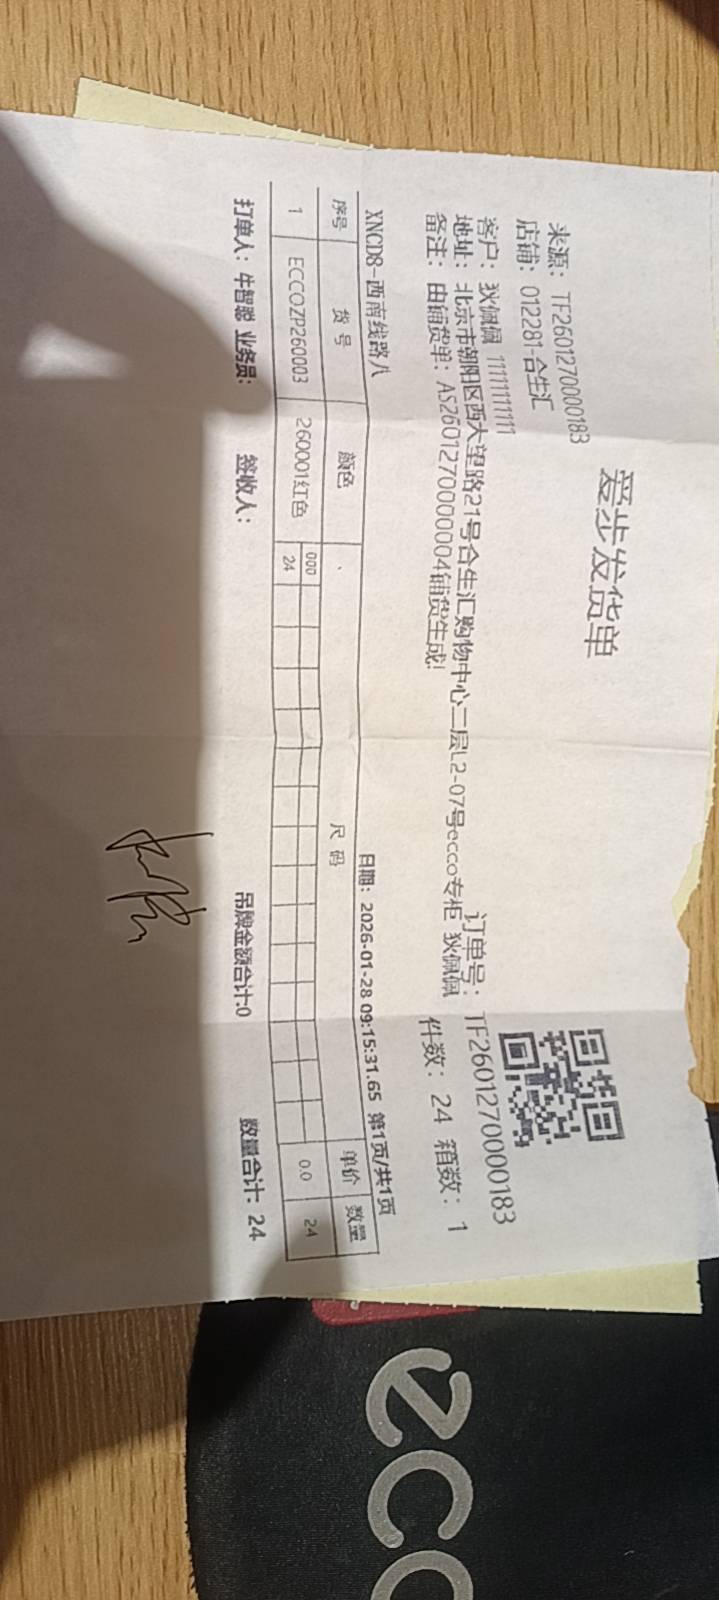 爱步发货单
来源：TF2601270000183
店铺：012281-合生汇
订单号：TF2601270000183
客户：狄佩佩 11111111111
件数：24 箱数：1
地址：北京市朝阳区西大望路21号合生汇购物中心二层L2-07号ecco专柜 狄佩佩
备注：由铺货单：AS2601270000004铺货生成!
XNCD8-西南线路八 日期：2026-01-28 09:15:31.65 第1页/共1页
序号 货号 颜色 尺码 单价 数量
000
1 ECCOZP260003 260001红色 24 0.0 24
打单人：牛智聪 业务员： 签收人： 吊牌金额合计:0 数量合计：24
ecco